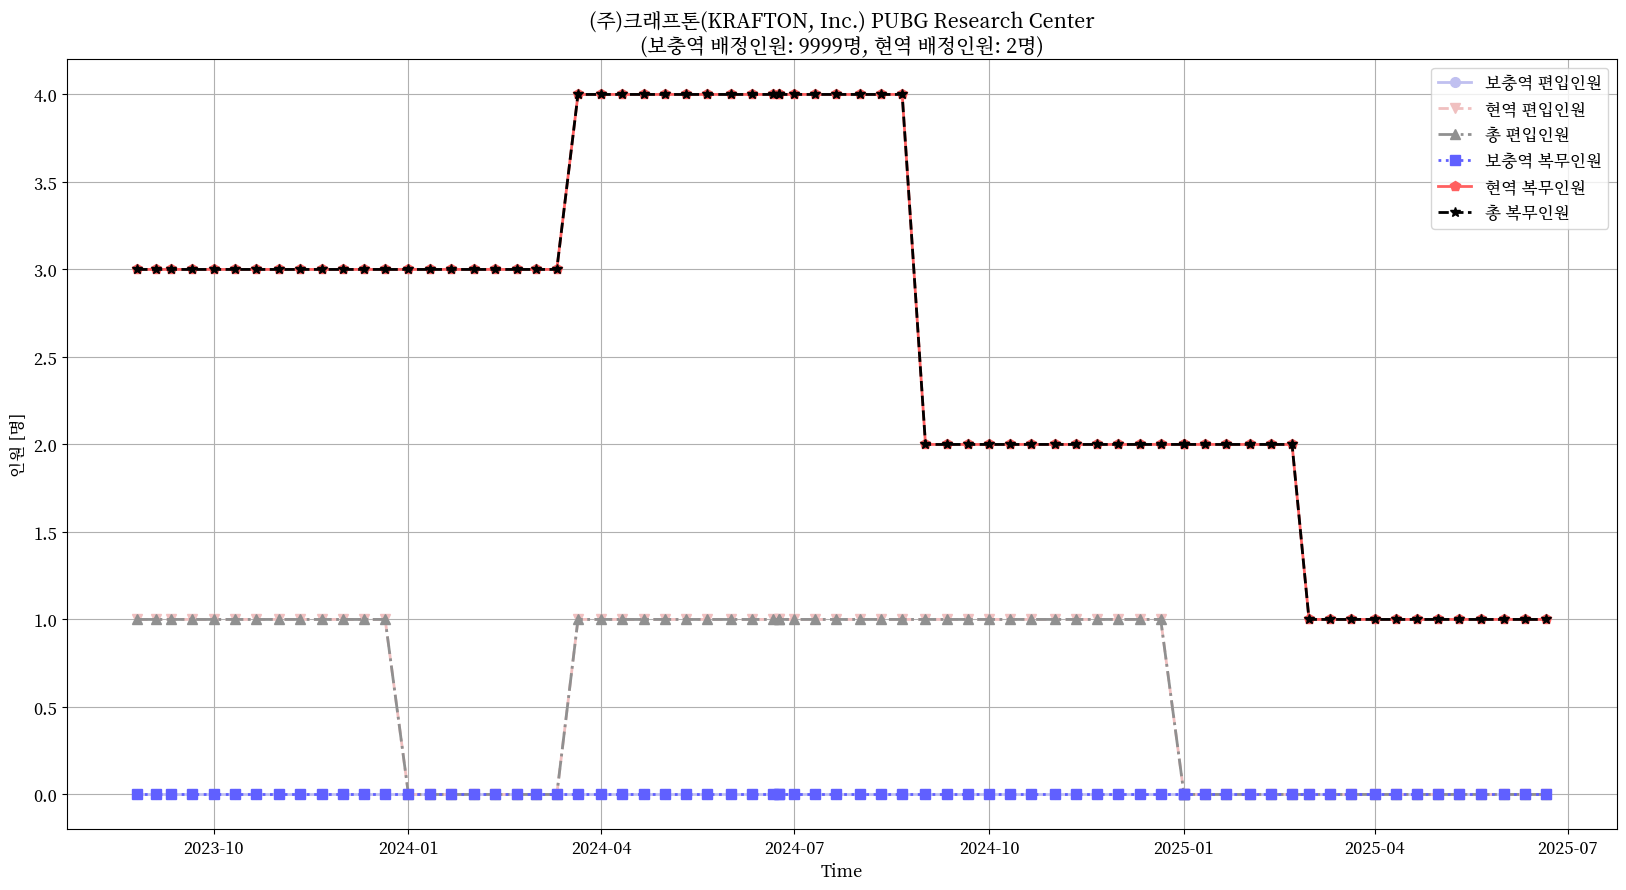 (주)크래프톤(KRAFTON, Inc.) PUBG Research Center
(보충역 배정인원: 9999명, 현역 배정인원: 2명)
보충역 편입인원
현역 편입인원
총 편입인원
보충역 복무인원
현역 복무인원
총 복무인원
인원 [명]
4.0
3.5
3.0
2.5
2.0
1.5
1.0
0.5
0.0
2023-10
2024-01
2024-04
2024-07
2024-10
2025-01
2025-04
2025-07
Time